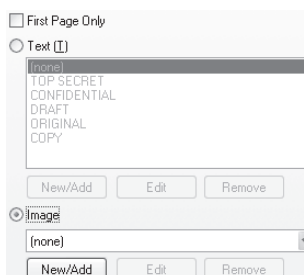 First Page Only
Text (T)
(none)
TOP SECRET
CONFIDENTIAL
DRAFT
ORIGINAL
COPY
New/Add Edit Remove
Image
(none)
New/Add Edit Remove